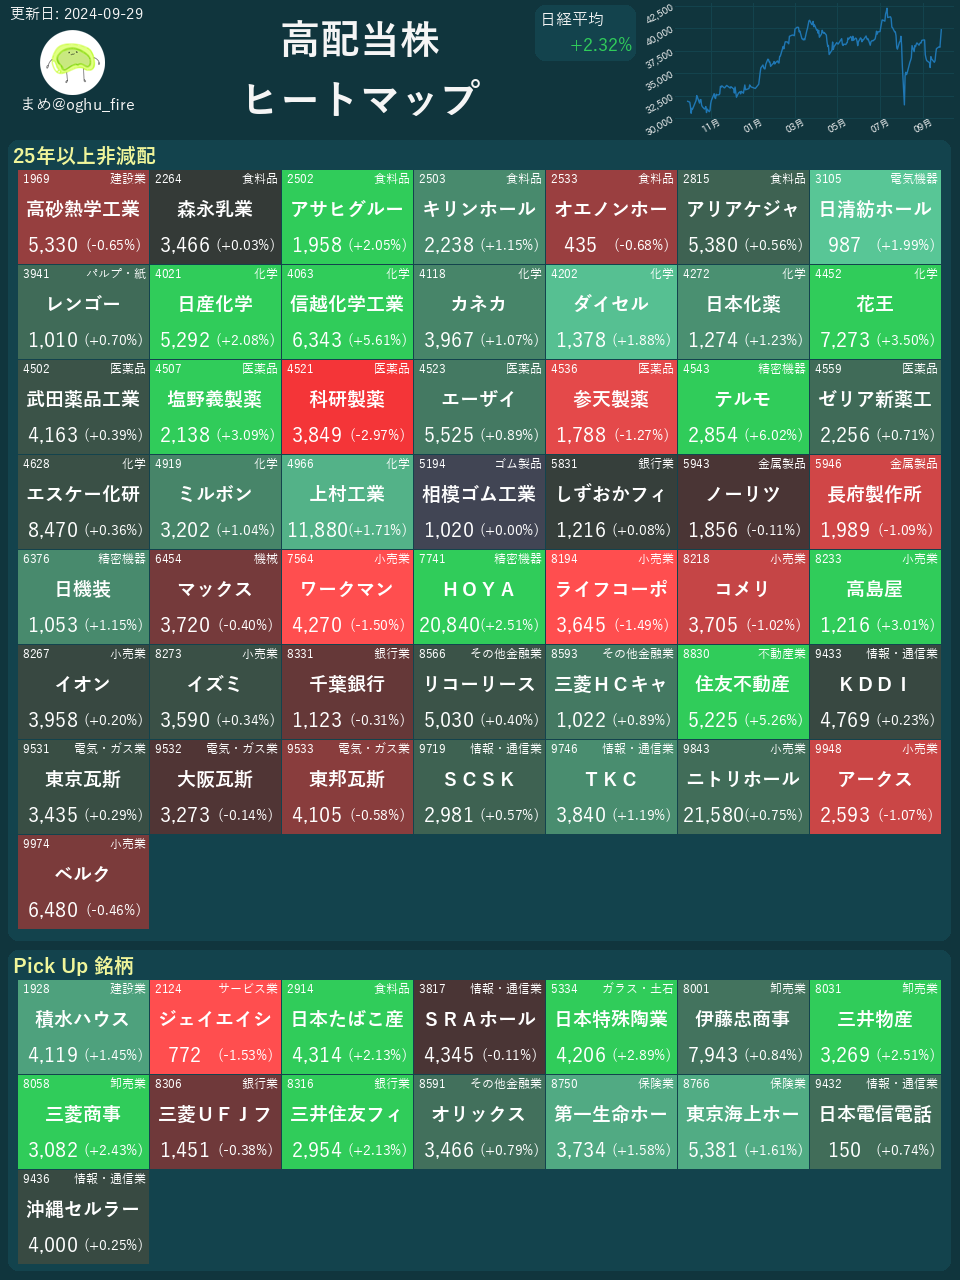 更新日: 2024-09-29
まめ@oghu_fire
高配当株
ヒートマップ
日経平均
+2.32%
42,500
40,000
37,500
35,000
32,500
30,000
11月 01月 03月 05月 07月 09月
25年以上非減配
1969 建設業
高砂熱学工業
5,330 (-0.65%)
2264 食料品
森永乳業
3,466 (+0.03%)
2502 食料品
アサヒグルー
1,958 (+2.05%)
2503 食料品
キリンホール
2,238 (+1.15%)
2533 食料品
オエノンホー
435 (-0.68%)
2815 食料品
アリアケジャ
5,380 (+0.56%)
3105 電気機器
日清紡ホール
987 (+1.99%)
3941 パルプ・紙
レンゴー
1,010 (+0.70%)
4021 化学
日産化学
5,292 (+2.08%)
4063 化学
信越化学工業
6,343 (+5.61%)
4118 化学
カネカ
3,967 (+1.07%)
4202 化学
ダイセル
1,378 (+1.88%)
4272 化学
日本化薬
1,274 (+1.23%)
4452 化学
花王
7,273 (+3.50%)
4502 医薬品
武田薬品工業
4,163 (+0.39%)
4507 医薬品
塩野義製薬
2,138 (+3.09%)
4521 医薬品
科研製薬
3,849 (-2.97%)
4523 医薬品
エーザイ
5,525 (+0.89%)
4536 医薬品
参天製薬
1,788 (-1.27%)
4543 精密機器
テルモ
2,854 (+6.02%)
4559 医薬品
ゼリア新薬工
2,256 (+0.71%)
4628 化学
エスケー化研
8,470 (+0.36%)
4919 化学
ミルボン
3,202 (+1.04%)
4966 化学
上村工業
11,880(+1.71%)
5194 ゴム製品
相模ゴム工業
1,020 (+0.00%)
5831 銀行業
しずおかフィ
1,216 (+0.08%)
5943 金属製品
ノーリツ
1,856 (-0.11%)
5946 金属製品
長府製作所
1,989 (-1.09%)
6376 精密機器
日機装
1,053 (+1.15%)
6454 機械
マックス
3,720 (-0.40%)
7564 小売業
ワークマン
4,270 (-1.50%)
7741 精密機器
ＨＯＹＡ
20,840(+2.51%)
8194 小売業
ライフコーポ
3,645 (-1.49%)
8218 小売業
コメリ
3,705 (-1.02%)
8233 小売業
高島屋
1,216 (+3.01%)
8267 小売業
イオン
3,958 (+0.20%)
8273 小売業
イズミ
3,590 (+0.34%)
8331 銀行業
千葉銀行
1,123 (-0.31%)
8566 その他金融業
リコーリース
5,030 (+0.40%)
8593 その他金融業
三菱ＨＣキャ
1,022 (+0.89%)
8830 不動産業
住友不動産
5,225 (+5.26%)
9433 情報・通信業
ＫＤＤＩ
4,769 (+0.23%)
9531 電気・ガス業
東京瓦斯
3,435 (+0.29%)
9532 電気・ガス業
大阪瓦斯
3,273 (-0.14%)
9533 電気・ガス業
東邦瓦斯
4,105 (-0.58%)
9719 情報・通信業
ＳＣＳＫ
2,981 (+0.57%)
9746 情報・通信業
ＴＫＣ
3,840 (+1.19%)
9843 小売業
ニトリホール
21,580(+0.75%)
9948 小売業
アークス
2,593 (-1.07%)
9974 小売業
ベルク
6,480 (-0.46%)
Pick Up 銘柄
1928 建設業
積水ハウス
4,119 (+1.45%)
2124 サービス業
ジェイエイシ
772 (-1.53%)
2914 食料品
日本たばこ産
4,314 (+2.13%)
3817 情報・通信業
ＳＲＡホール
4,345 (-0.11%)
5334 ガラス・土石
日本特殊陶業
4,206 (+2.89%)
8001 卸売業
伊藤忠商事
7,943 (+0.84%)
8031 卸売業
三井物産
3,269 (+2.51%)
8058 卸売業
三菱商事
3,082 (+2.43%)
8306 銀行業
三菱ＵＦＪフ
1,451 (-0.38%)
8316 銀行業
三井住友フィ
2,954 (+2.13%)
8591 その他金融業
オリックス
3,466 (+0.79%)
8750 保険業
第一生命ホー
3,734 (+1.58%)
8766 保険業
東京海上ホー
5,381 (+1.61%)
9432 情報・通信業
日本電信電話
150 (+0.74%)
9436 情報・通信業
沖縄セルラー
4,000 (+0.25%)